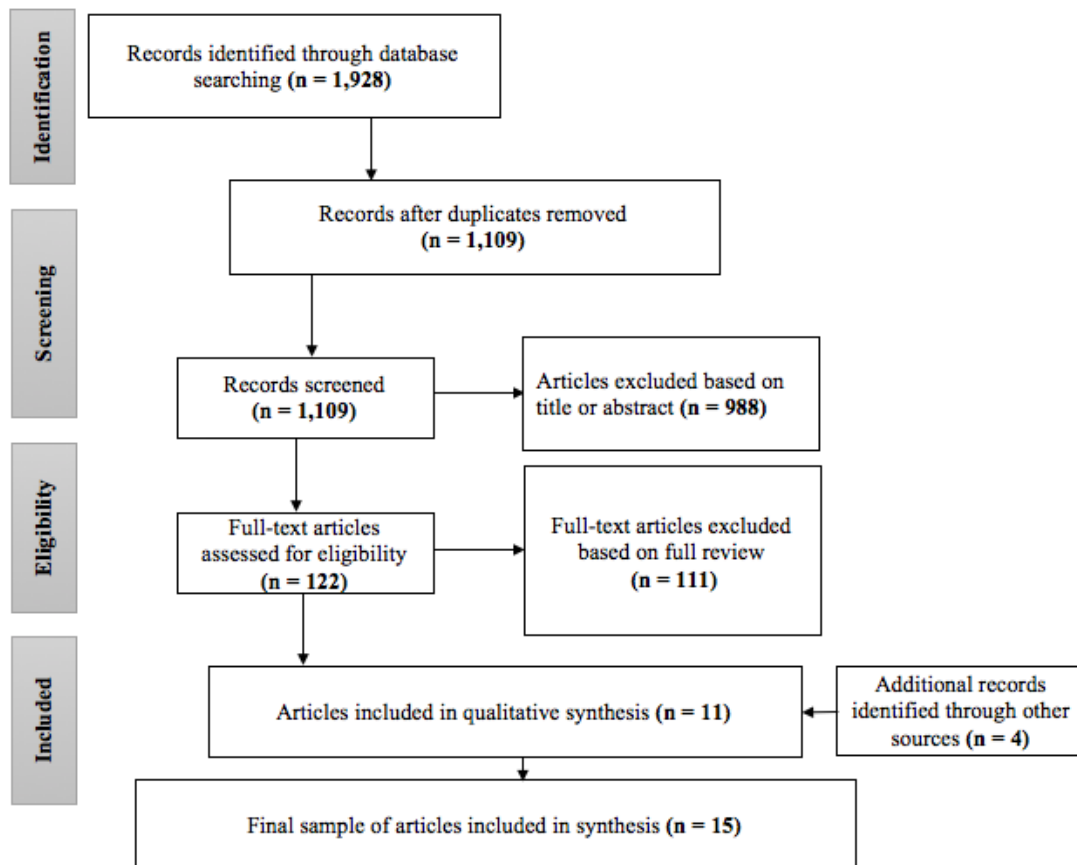 Identification
Records identified through database
searching (n = 1,928)
Records after duplicates removed
(n = 1,109)
Screening
Records screened
(n = 1,109)
Articles excluded based on
title or abstract (n = 988)
Eligibility
Full-text articles
assessed for eligibility
(n = 122)
Full-text articles excluded
based on full review
(n = 111)
Included
Articles included in qualitative synthesis (n = 11)
Additional records
identified through other
sources (n = 4)
Final sample of articles included in synthesis (n = 15)